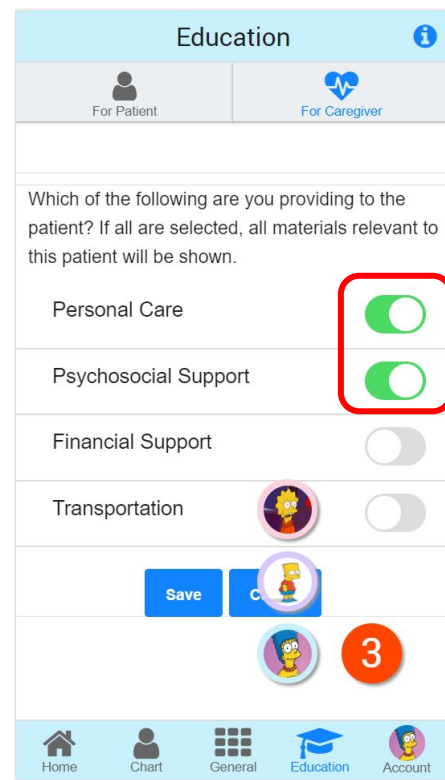 Education
For Patient
For Caregiver
Which of the following are you providing to the
patient? If all are selected, all materials relevant to
this patient will be shown.
Personal Care
Psychosocial Support
Financial Support
Transportation
Save
3
Home
Chart
General
Education
Account